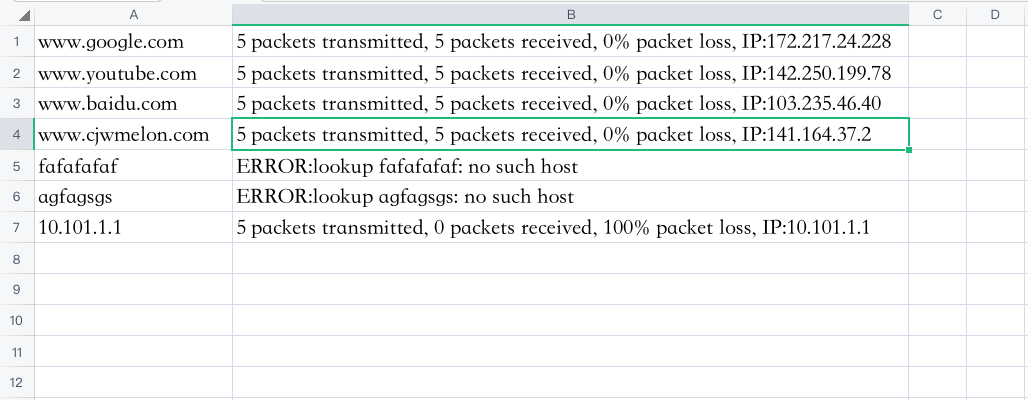 A B C D
1 www.google.com 5 packets transmitted, 5 packets received, 0% packet loss, IP:172.217.24.228
2 www.youtube.com 5 packets transmitted, 5 packets received, 0% packet loss, IP:142.250.199.78
3 www.baidu.com 5 packets transmitted, 5 packets received, 0% packet loss, IP:103.235.46.40
4 www.cjwmelon.com 5 packets transmitted, 5 packets received, 0% packet loss, IP:141.164.37.2
5 fafafafaf ERROR:lookup fafafafaf: no such host
6 agfagsgs ERROR:lookup agfagsgs: no such host
7 10.101.1.1 5 packets transmitted, 0 packets received, 100% packet loss, IP:10.101.1.1
8
9
10
11
12